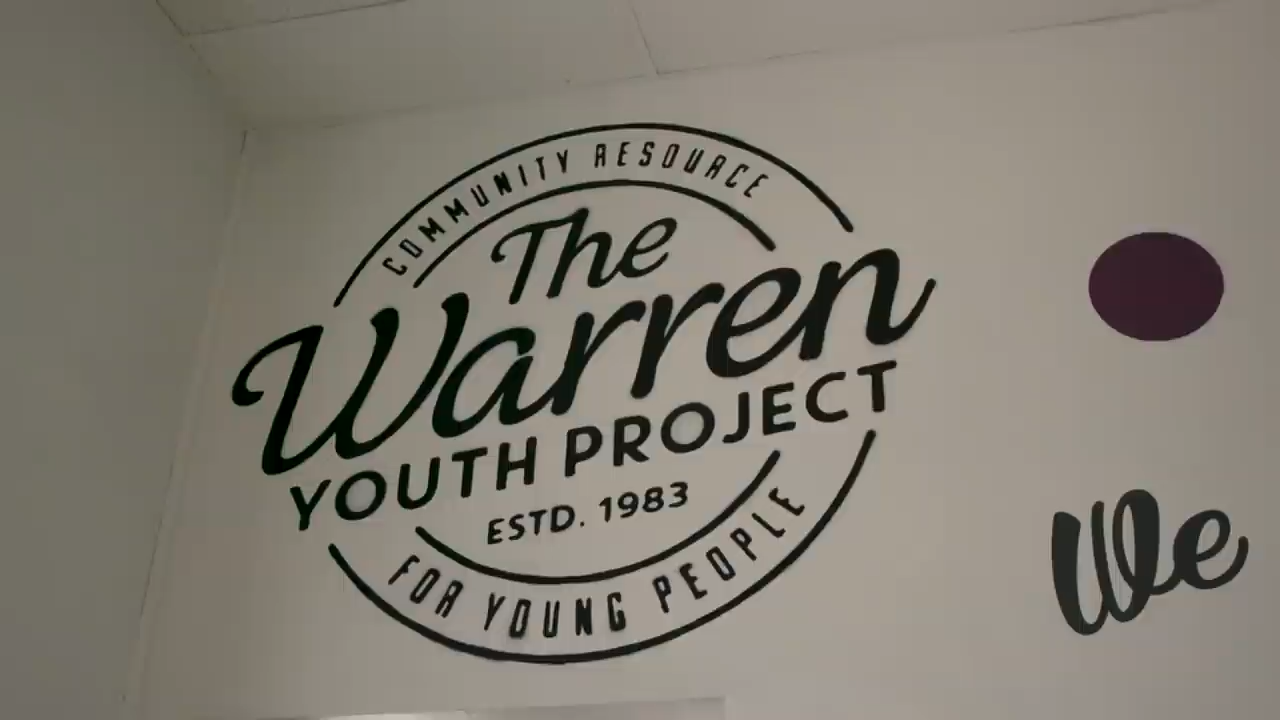 COMMUNITY RESOURCE
The
Warren
YOUTH PROJECT
ESTD. 1983
FOR YOUNG PEOPLE
We